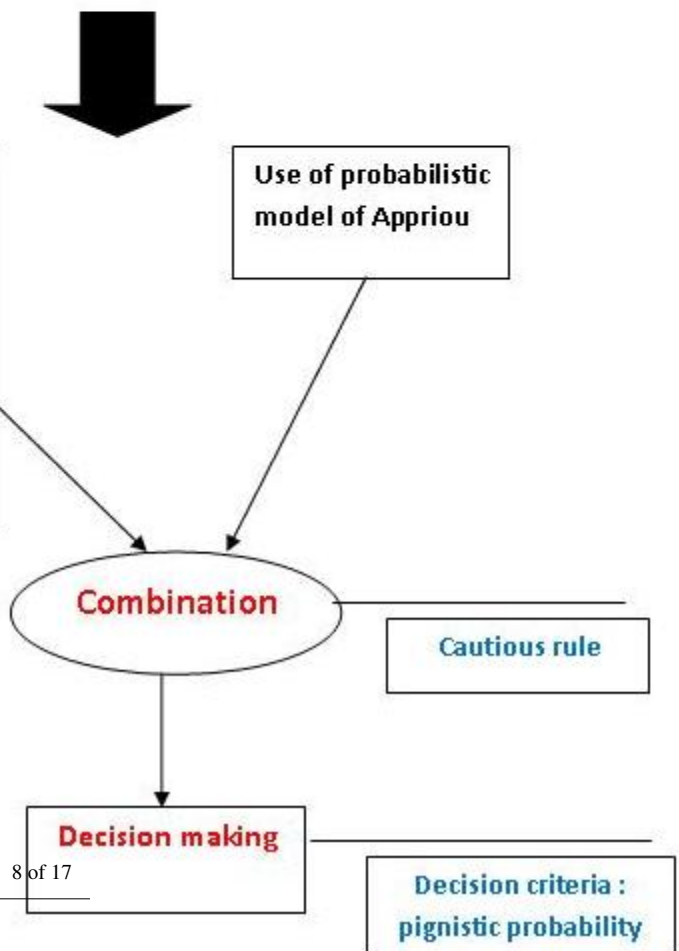 Use of probabilistic
model of Appriou
Combination
Cautious rule
Decision making
8 of 17
Decision criteria :
pignistic probability